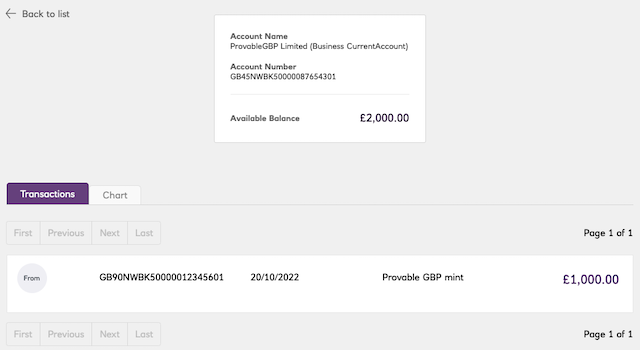 Back to list
Account Name
ProvableGBP Limited (Business CurrentAccount)
Account Number
GB45NWBK50000087654301
Available Balance £2,000.00
Transactions Chart
First Previous Next Last Page 1 of 1
From GB90NWBK50000012345601 20/10/2022 Provable GBP mint £1,000.00
First Previous Next Last Page 1 of 1